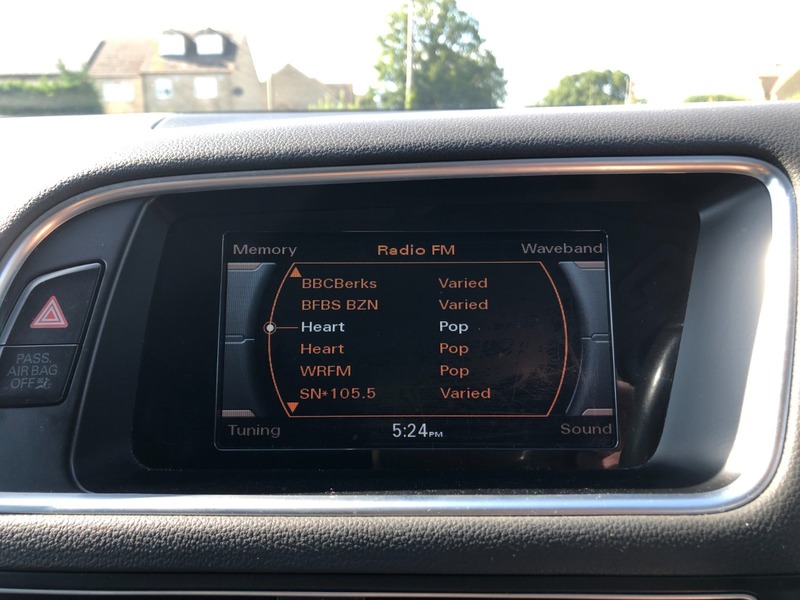 Memory Radio FM Waveband
BBCBerks Varied
BFBS BZN Varied
Heart Pop
Heart Pop
WRFM Pop
SN*105.5 Varied
Tuning 5:24PM Sound
PASS.
AIR BAG
OFF